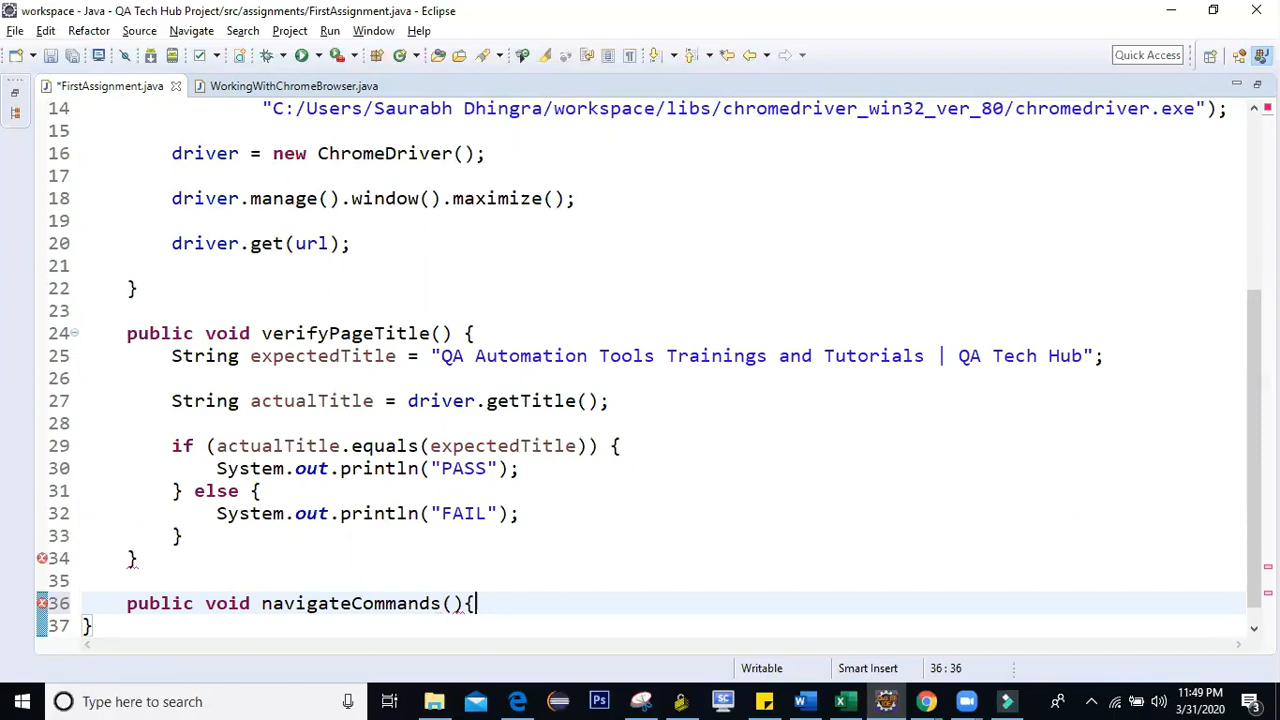 workspace - Java - QA Tech Hub Project/src/assignments/FirstAssignment.java - Eclipse
File Edit Refactor Source Navigate Search Project Run Window Help
Quick Access
*FirstAssignment.java WorkingWithChromeBrowser.java
14 "C:/Users/Saurabh Dhingra/workspace/libs/chromedriver_win32_ver_80/chromedriver.exe");
15
16 driver = new ChromeDriver();
17
18 driver.manage().window().maximize();
19
20 driver.get(url);
21
22 }
23
24 public void verifyPageTitle() {
25 String expectedTitle = "QA Automation Tools Trainings and Tutorials | QA Tech Hub";
26
27 String actualTitle = driver.getTitle();
28
29 if (actualTitle.equals(expectedTitle)) {
30 System.out.println("PASS");
31 } else {
32 System.out.println("FAIL");
33 }
34 }
35
36 public void navigateCommands(){
37 }
Writable Smart Insert 36 : 36
Type here to search
11:49 PM
3/31/2020